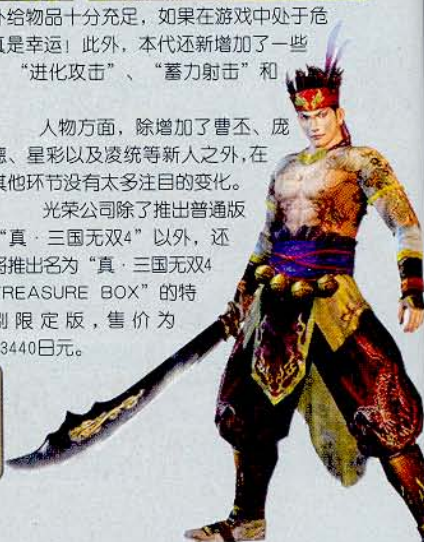 补给物品十分充足，如果在游戏中处于危
真是幸运！此外，本代还新增加了一些
“进化攻击”、“蓄力射击”和
人物方面，除增加了曹丕、庞
德、星彩以及凌统等新人之外,在
其他环节没有太多注目的变化。
光荣公司除了推出普通版
“真·三国无双4”以外，还
将推出名为“真·三国无双4
TREASURE BOX”的特
别限定版，售价为
3440日元。